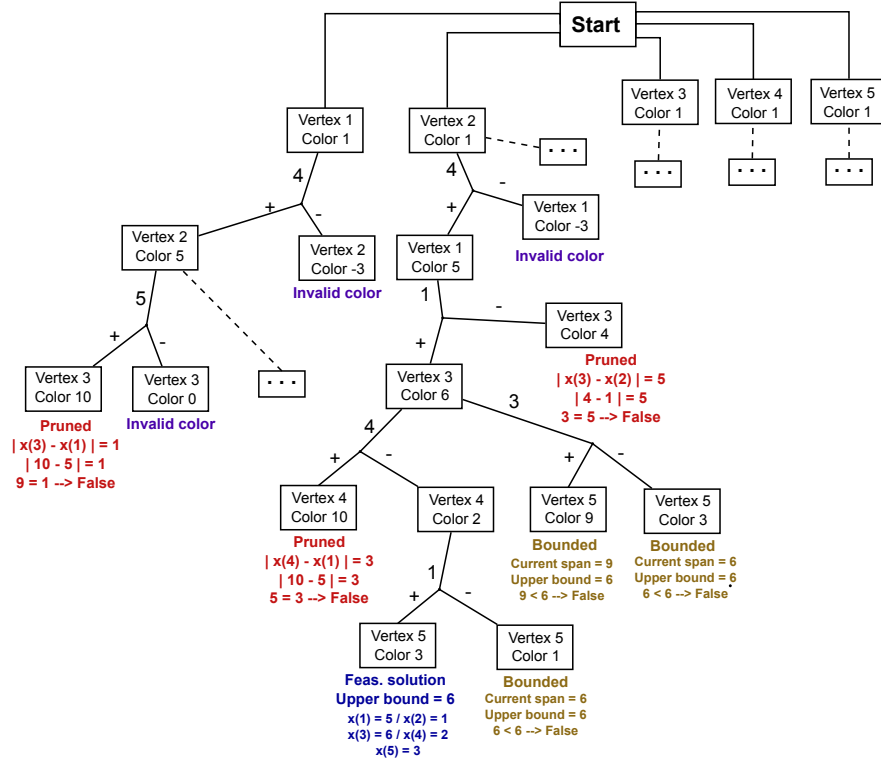 Start
Vertex 1
Color 1
Vertex 2
Color 1
Vertex 3
Color 1
Vertex 4
Color 1
Vertex 5
Color 1
. . .
. . .
. . .
. . .
4
+
-
4
+
-
Vertex 2
Color 5
Vertex 2
Color -3
Invalid color
Vertex 1
Color 5
Vertex 1
Color -3
Invalid color
5
+
-
. . .
1
+
-
Vertex 3
Color 10
Pruned
| x(3) - x(1) | = 1
| 10 - 5 | = 1
9 = 1 --> False
Vertex 3
Color 0
Invalid color
Vertex 3
Color 6
Vertex 3
Color 4
Pruned
| x(3) - x(2) | = 5
| 4 - 1 | = 5
3 = 5 --> False
4
+
-
3
+
-
Vertex 4
Color 10
Pruned
| x(4) - x(1) | = 3
| 10 - 5 | = 3
5 = 3 --> False
Vertex 4
Color 2
Vertex 5
Color 9
Bounded
Current span = 9
Upper bound = 6
9 < 6 --> False
Vertex 5
Color 3
Bounded
Current span = 6
Upper bound = 6
6 < 6 --> False
1
+
-
Vertex 5
Color 3
Feas. solution
Upper bound = 6
x(1) = 5 / x(2) = 1
x(3) = 6 / x(4) = 2
x(5) = 3
Vertex 5
Color 1
Bounded
Current span = 6
Upper bound = 6
6 < 6 --> False